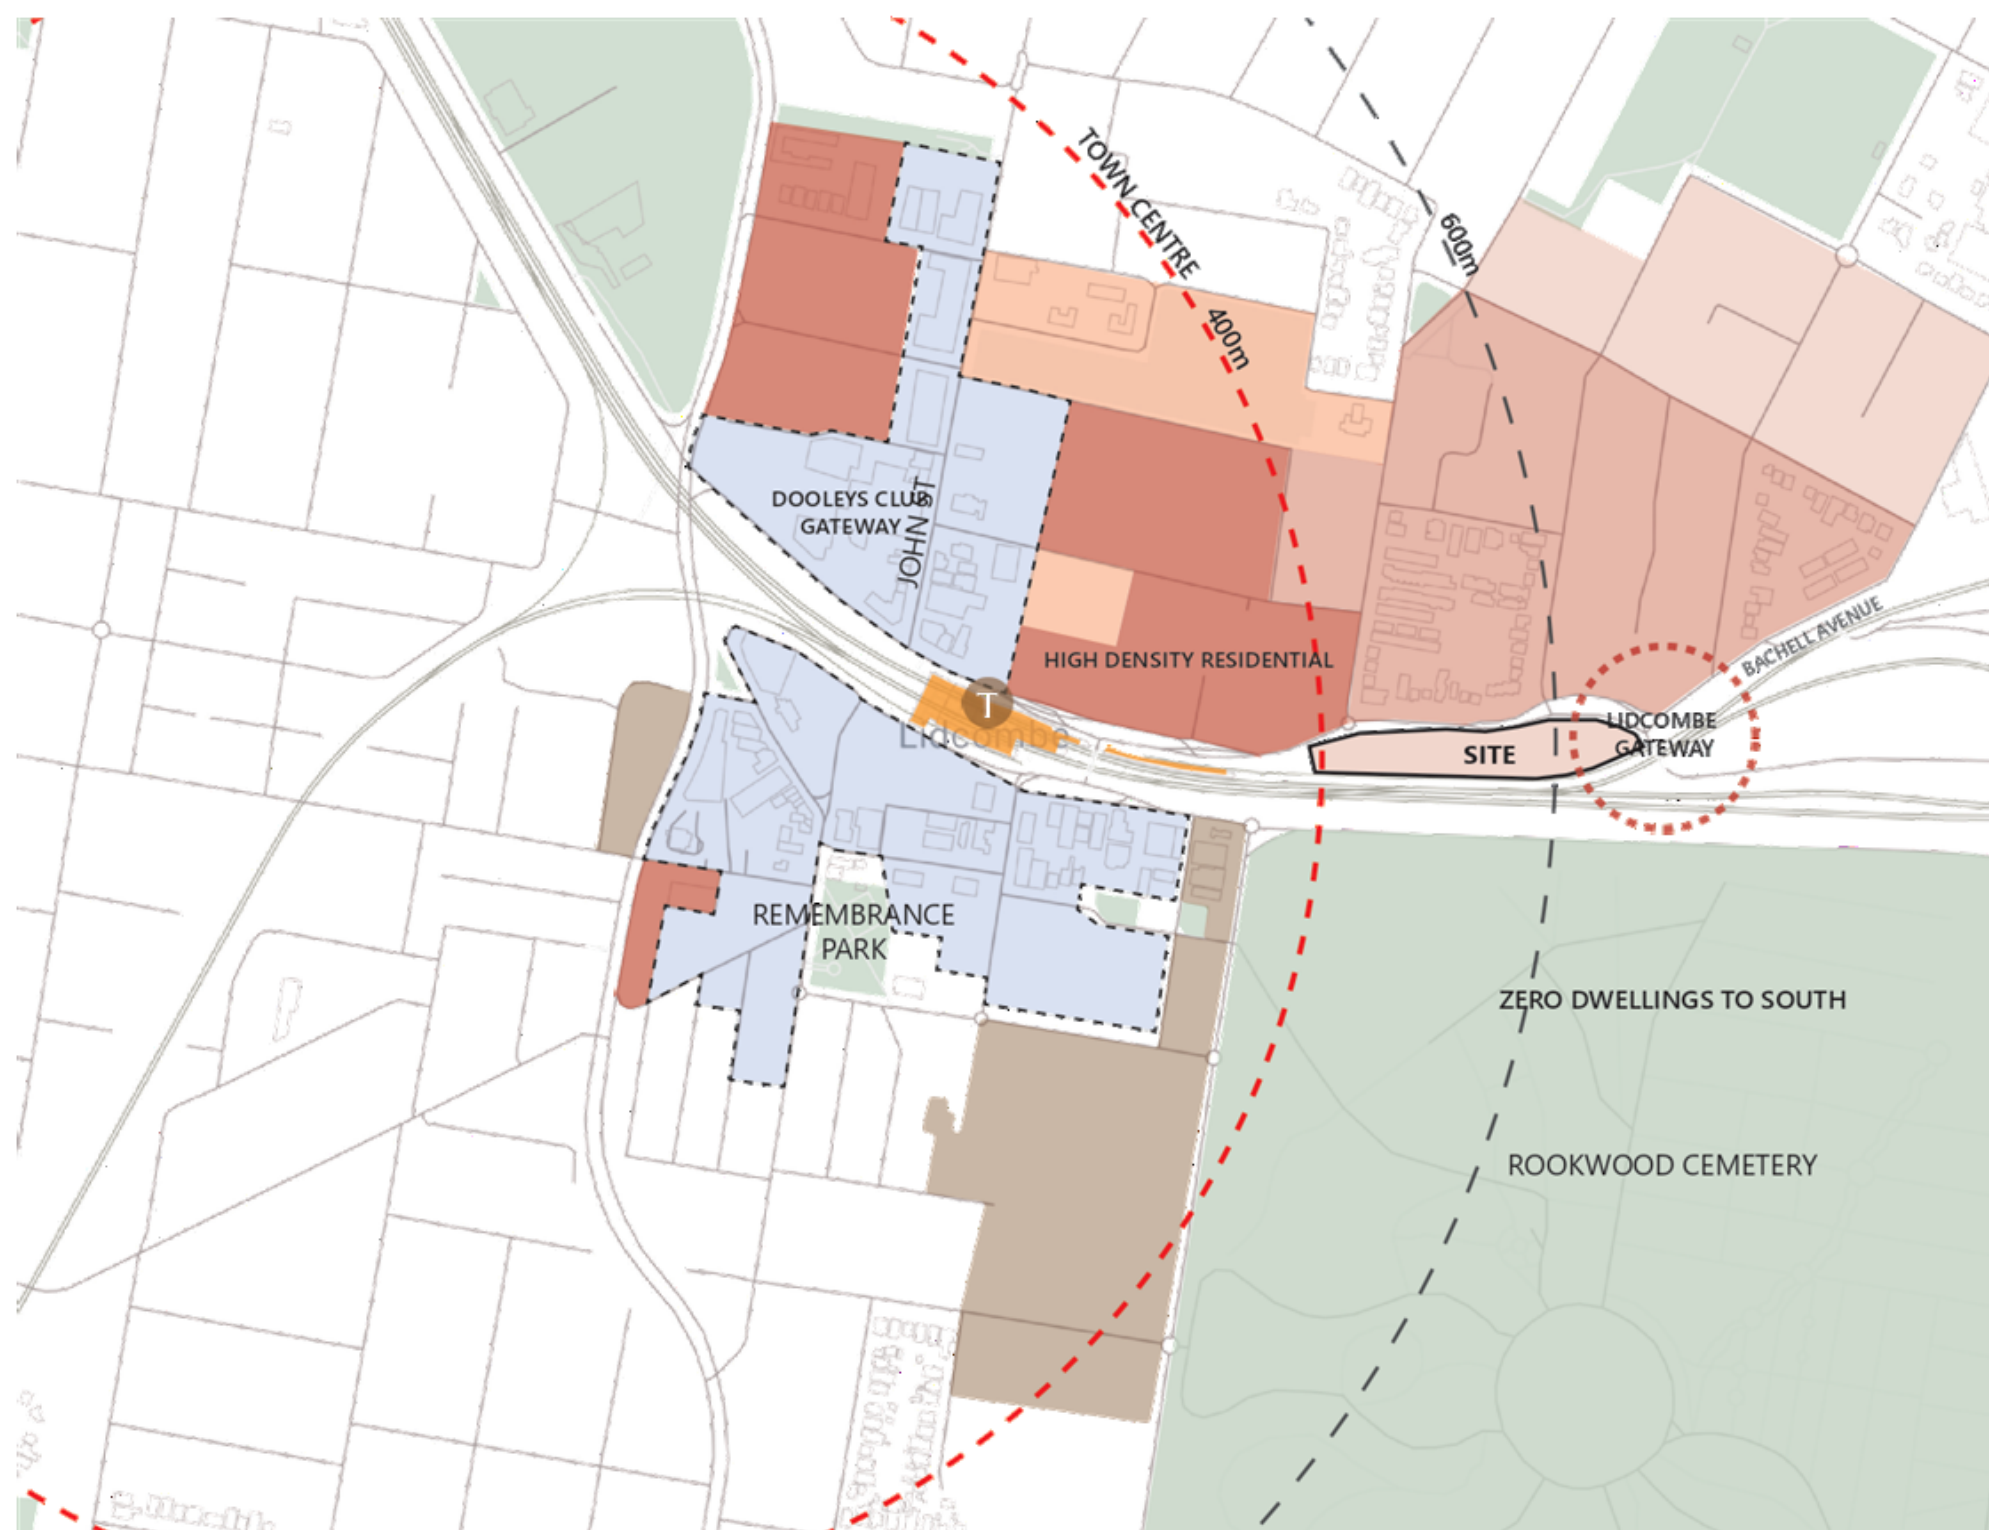 TOWN CENTRE
400m
600m
DOOLEYS CLUB
GATEWAY
JOHN ST
HIGH DENSITY RESIDENTIAL
BACHELL AVENUE
T
Lidcombe
SITE
LIDCOMBE
GATEWAY
REMEMBRANCE
PARK
ZERO DWELLINGS TO SOUTH
ROOKWOOD CEMETERY